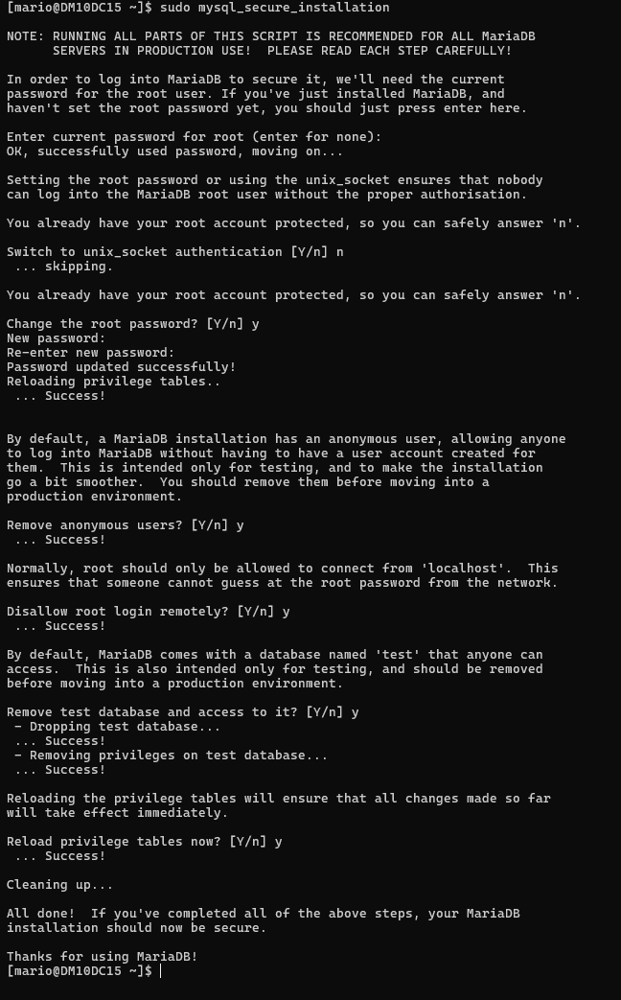 [mario@DM10DC15 ~]$ sudo mysql_secure_installation
NOTE: RUNNING ALL PARTS OF THIS SCRIPT IS RECOMMENDED FOR ALL MariaDB
SERVERS IN PRODUCTION USE!  PLEASE READ EACH STEP CAREFULLY!
In order to log into MariaDB to secure it, we'll need the current
password for the root user. If you've just installed MariaDB, and
haven't set the root password yet, you should just press enter here.
Enter current password for root (enter for none):
OK, successfully used password, moving on...
Setting the root password or using the unix_socket ensures that nobody
can log into the MariaDB root user without the proper authorisation.
You already have your root account protected, so you can safely answer 'n'.
Switch to unix_socket authentication [Y/n] n
 ... skipping.
You already have your root account protected, so you can safely answer 'n'.
Change the root password? [Y/n] y
New password:
Re-enter new password:
Password updated successfully!
Reloading privilege tables..
 ... Success!
By default, a MariaDB installation has an anonymous user, allowing anyone
to log into MariaDB without having to have a user account created for
them.  This is intended only for testing, and to make the installation
go a bit smoother.  You should remove them before moving into a
production environment.
Remove anonymous users? [Y/n] y
 ... Success!
Normally, root should only be allowed to connect from 'localhost'.  This
ensures that someone cannot guess at the root password from the network.
Disallow root login remotely? [Y/n] y
 ... Success!
By default, MariaDB comes with a database named 'test' that anyone can
access.  This is also intended only for testing, and should be removed
before moving into a production environment.
Remove test database and access to it? [Y/n] y
 - Dropping test database...
 ... Success!
 - Removing privileges on test database...
 ... Success!
Reloading the privilege tables will ensure that all changes made so far
will take effect immediately.
Reload privilege tables now? [Y/n] y
 ... Success!
Cleaning up...
All done!  If you've completed all of the above steps, your MariaDB
installation should now be secure.
Thanks for using MariaDB!
[mario@DM10DC15 ~]$